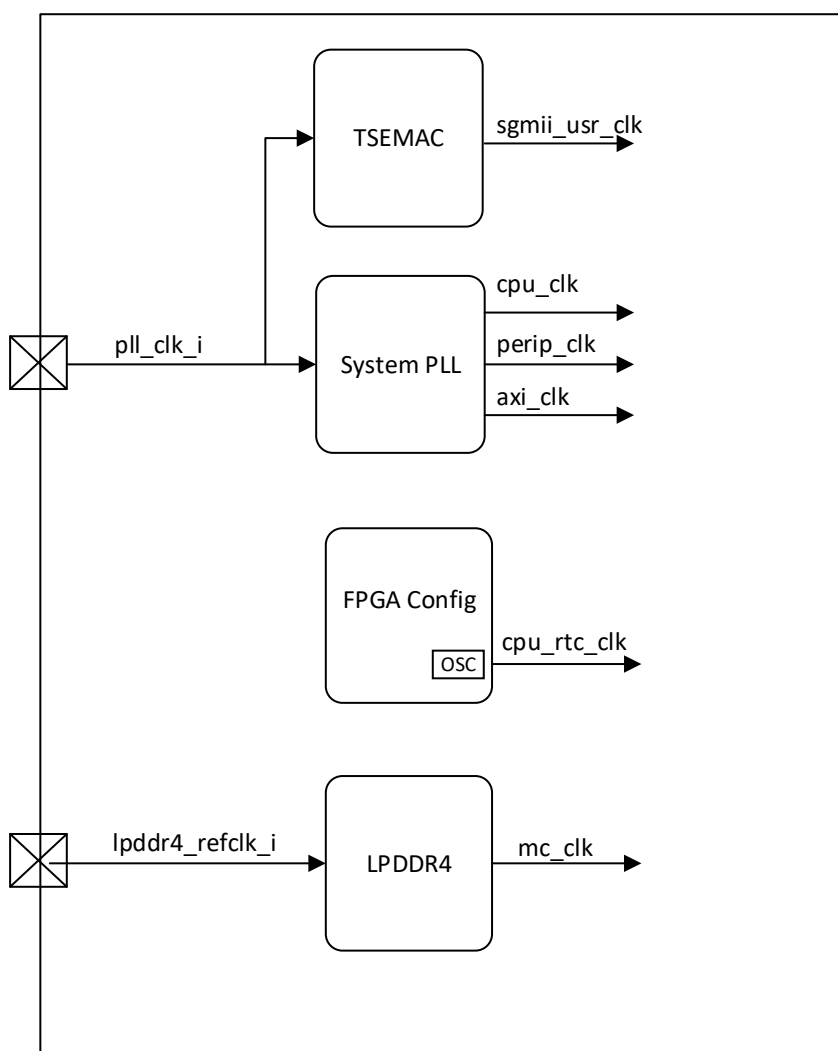 TSEMAC
sgmii_usr_clk
pll_clk_i
System PLL
cpu_clk
perip_clk
axi_clk
FPGA Config
OSC
cpu_rtc_clk
lpddr4_refclk_i
LPDDR4
mc_clk